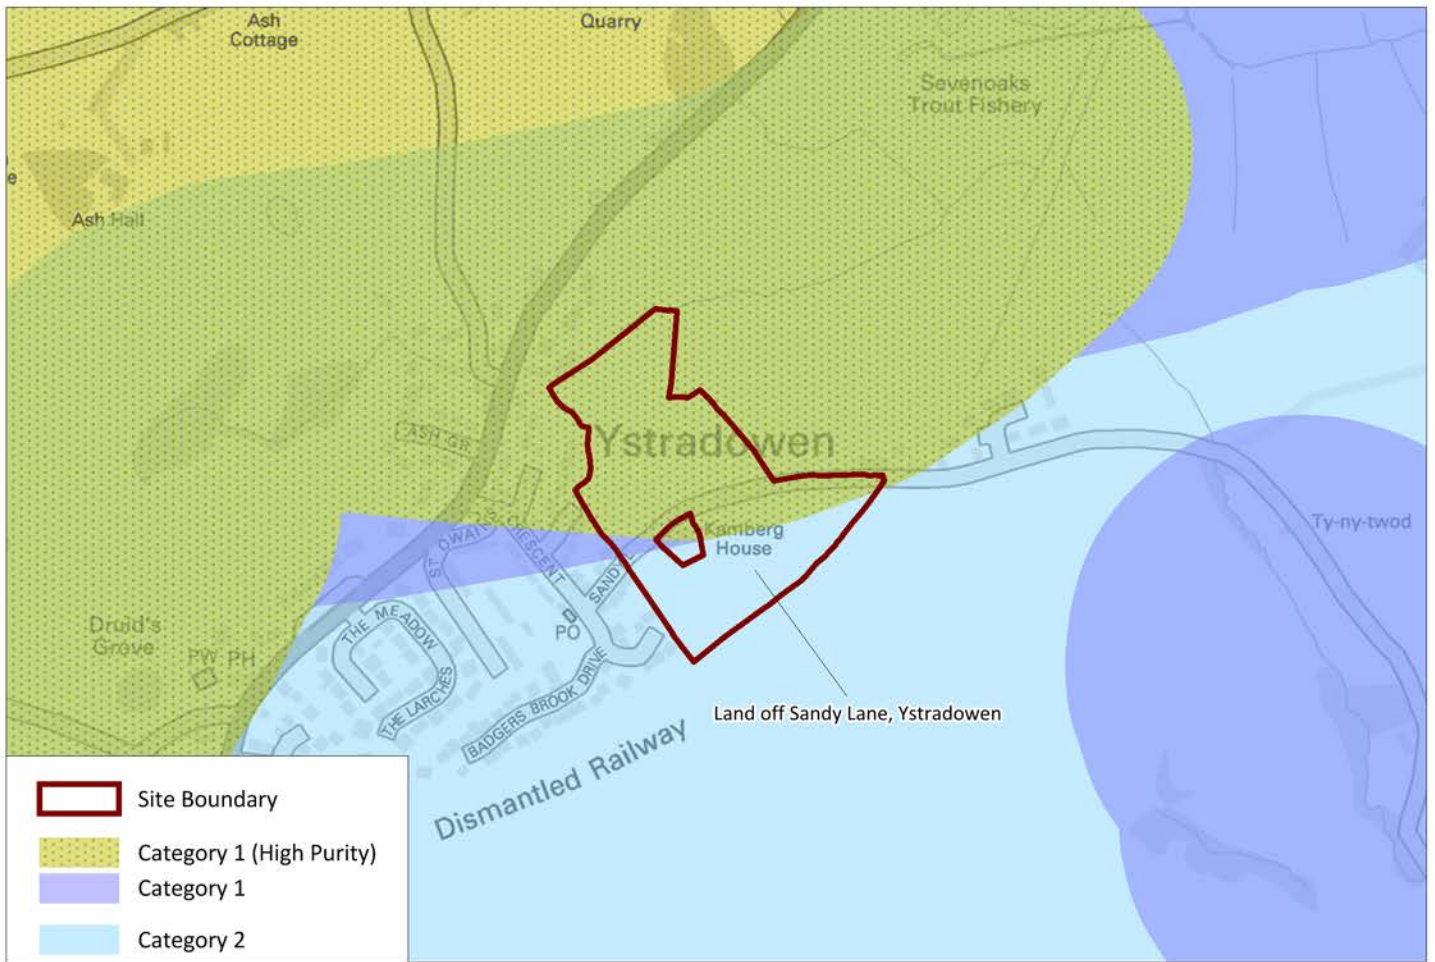 Ash
Cottage
Quarry
Sevenoaks
Trout Fishery
e
Ash Hall
Ystradowen
ASH GR
Ty-ny-twod
Kamberg
House
ST OWAIN'S
CRESCENT
SANDY L
THE MEADOW
PO
Druid's
Grove
PW PH
THE LARCHES
BADGERS BROOK DRIVE
Land off Sandy Lane, Ystradowen
Dismantled Railway
Site Boundary
Category 1 (High Purity)
Category 1
Category 2